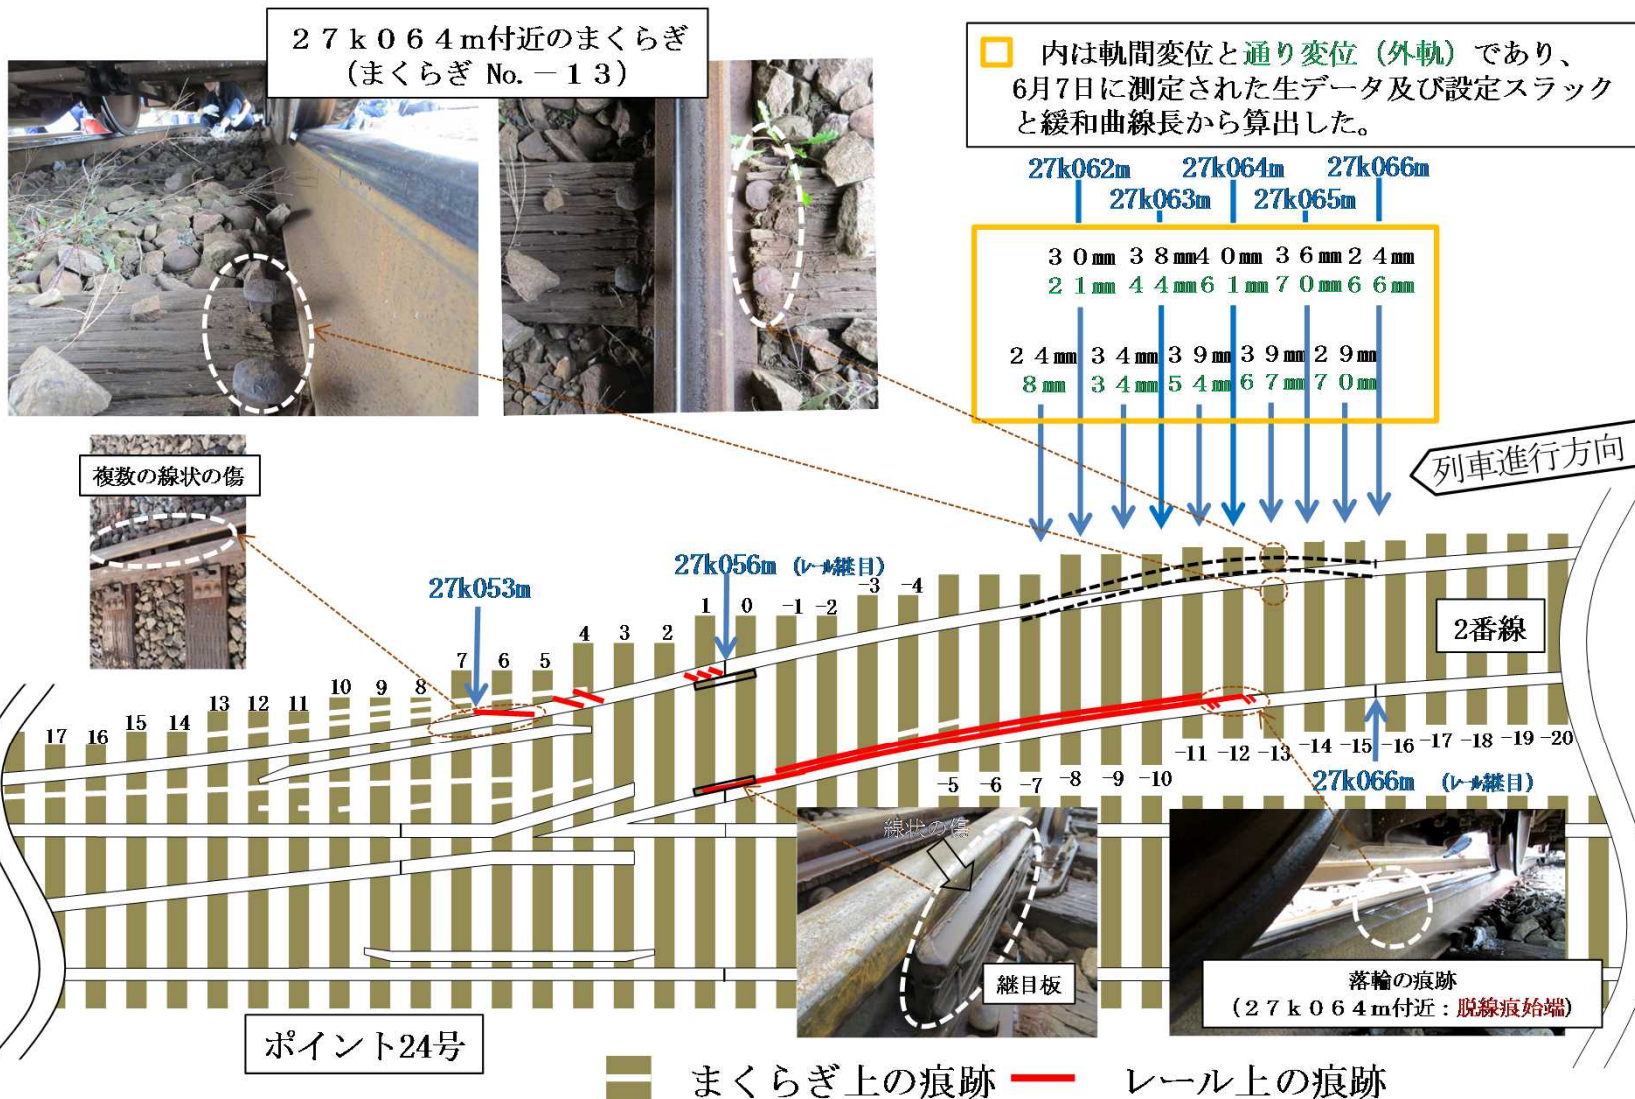 27k064m付近のまくらぎ
(まくらぎ No.－13)
内は軌間変位と通り変位（外軌）であり、
6月7日に測定された生データ及び設定スラック
と緩和曲線長から算出した。
27k062m 27k064m 27k066m
27k063m 27k065m
30mm 38mm 40mm 36mm 24mm
21mm 44mm 61mm 70mm 66mm
24mm 34mm 39mm 39mm 29mm
8mm 34mm 54mm 67mm 70mm
列車進行方向
複数の線状の傷
27k053m
27k056m (レール継目)
2番線
17 16 15 14 13 12 11 10 9 8 7 6 5 4 3 2 1 0 -1 -2 -3 -4
-5 -6 -7 -8 -9 -10 -11 -12 -13 -14 -15 -16 -17 -18 -19 -20
27k066m (レール継目)
線状の傷
継目板
落輪の痕跡
(27k064m付近：脱線痕始端)
ポイント24号
まくらぎ上の痕跡 レール上の痕跡